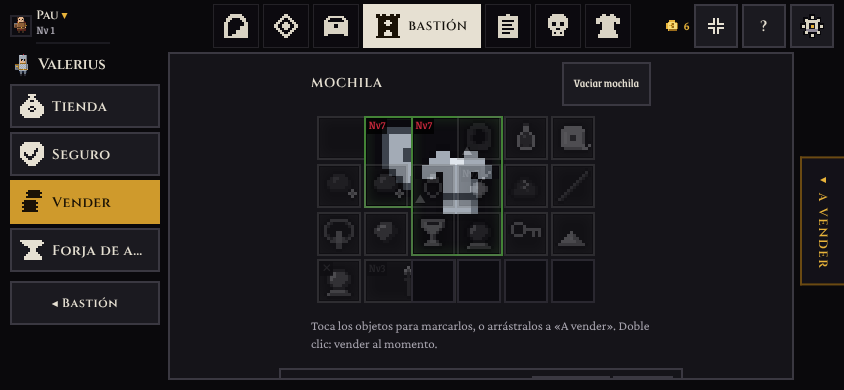 PAU ▾
Nv 1
BASTIÓN
6
?
VALERIUS
TIENDA
SEGURO
VENDER
FORJA DE A...
◂ BASTIÓN
MOCHILA
Vaciar mochila
Nv7
Nv7
Nv3
Toca los objetos para marcarlos, o arrástralos a «A vender». Doble
clic: vender al momento.
◂ A VENDER